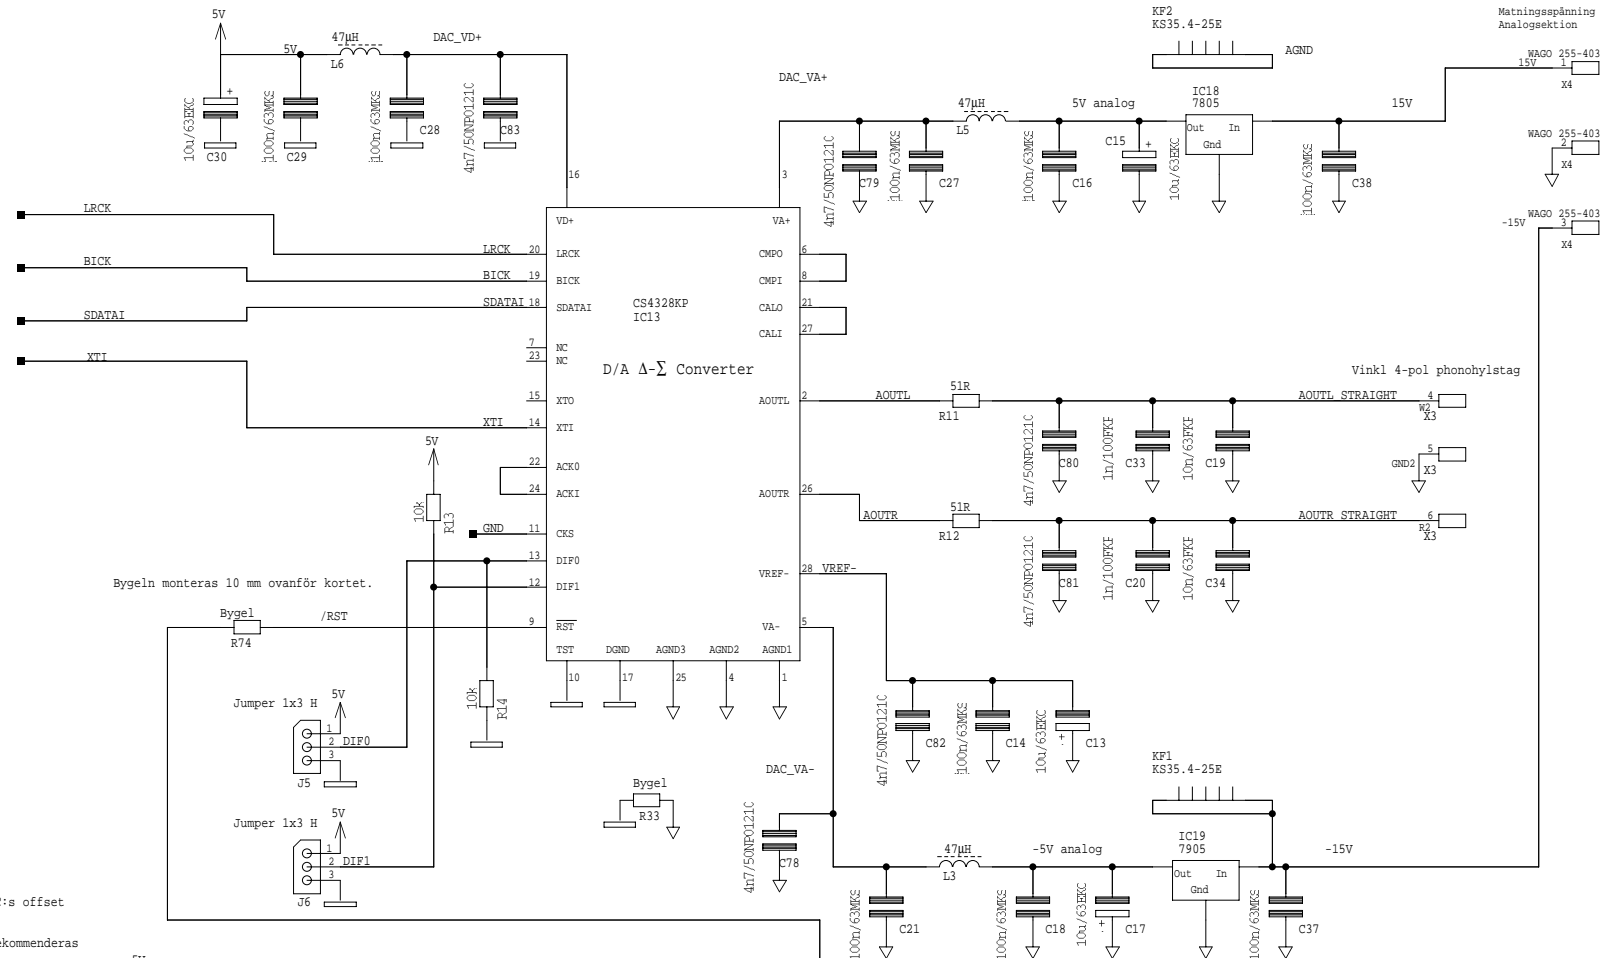 KF2
KS35.4-25E
AGND
Matningsspänning
Analogsektion
WAGO 255-403
15V
1
X4
WAGO 255-403
2
X4
WAGO 255-403
-15V
3
X4
5V
5V
47µH
L6
DAC_VD+
+
10u/63EKC
C30
100n/63MKS
C29
100n/63MKS
C28
4n7/50NP0121C
C83
16
DAC_VA+
3
4n7/50NP0121C
C79
100n/63MKS
C27
47µH
L5
5V analog
100n/63MKS
C16
C15
+
10u/63EKC
IC18
7805
Out
In
Gnd
15V
100n/63MKS
C38
LRCK
LRCK
20
LRCK
BICK
BICK
19
BICK
SDATAI
SDATAI
18
SDATAI
XTI
XTI
14
XTI
VD+
VA+
CS4328KP
IC13
D/A Δ-Σ Converter
7
NC
23
NC
15
XTO
22
ACKO
24
ACKI
GND
11
CKS
13
DIF0
12
DIF1
9
RST
TST
DGND
AGND3
AGND2
AGND1
10
17
25
4
1
CMPO
6
CMPI
8
CALO
21
CALI
27
AOUTL
2
AOUTR
26
VREF-
28
VREF-
VA-
5
AOUTL
51R
R11
AOUTL STRAIGHT
Vinkl 4-pol phonohylstag
4
W2
X3
4n7/50NP0121C
C80
1n/100FKP
C33
10n/63FKP
C19
GND2
5
X3
AOUTR
51R
R12
AOUTR STRAIGHT
6
R2
X3
4n7/50NP0121C
C81
1n/100FKP
C20
10n/63FKP
C34
5V
10k
R13
Bygeln monteras 10 mm ovanför kortet.
Bygel
/RST
R74
10k
R14
Jumper 1x3 H
5V
1
2
3
DIF0
J5
Jumper 1x3 H
5V
1
2
3
DIF1
J6
Bygel
R33
4n7/50NP0121C
C82
100n/63MKS
C14
10u/63EKC
+
C13
DAC_VA-
4n7/50NP0121C
C78
KF1
KS35.4-25E
100n/63MKS
C21
47µH
L3
-5V analog
100n/63MKS
C18
10u/63EKC
+
C17
IC19
7905
Out
In
Gnd
-15V
100n/63MKS
C37
:s offset
ekommenderas
5V